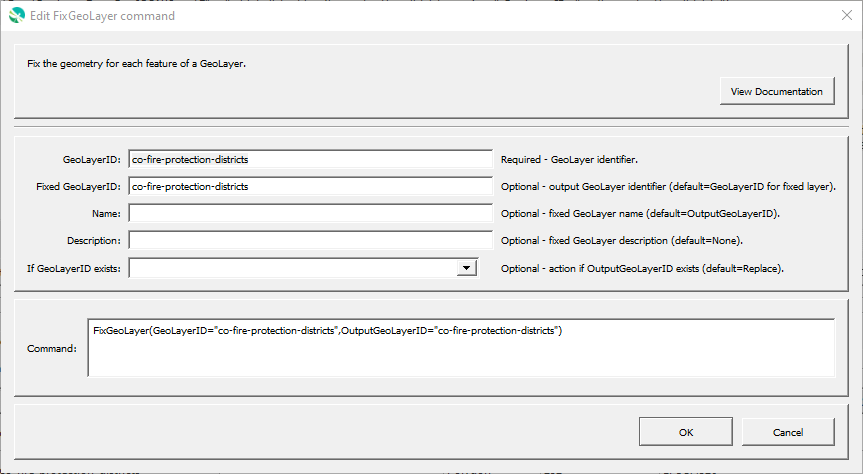 Edit FixGeoLayer command
Fix the geometry for each feature of a GeoLayer.
View Documentation
GeoLayerID: co-fire-protection-districts Required - GeoLayer identifier.
Fixed GeoLayerID: co-fire-protection-districts Optional - output GeoLayer identifier (default=GeoLayerID for fixed layer).
Name: Optional - fixed GeoLayer name (default=OutputGeoLayerID).
Description: Optional - fixed GeoLayer description (default=None).
If GeoLayerID exists: Optional - action if OutputGeoLayerID exists (default=Replace).
Command: FixGeoLayer(GeoLayerID="co-fire-protection-districts",OutputGeoLayerID="co-fire-protection-districts")
OK Cancel